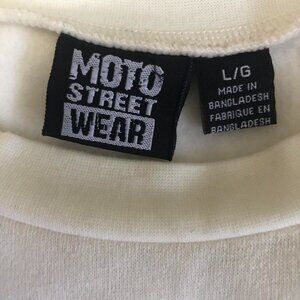 MOTO
STREET
WEAR
L/G
MADE IN
BANGLADESH
FABRIQUE EN
BANGLADESH